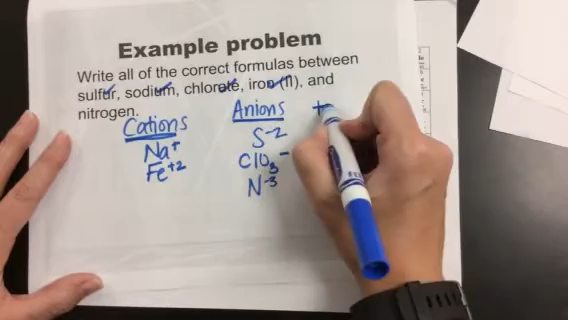 Example problem
Write all of the correct formulas between
sulfur, sodium, chlorate, iron (II), and
nitrogen.
Cations
Na+
Fe+2
Anions
S-2
ClO3-
N-3